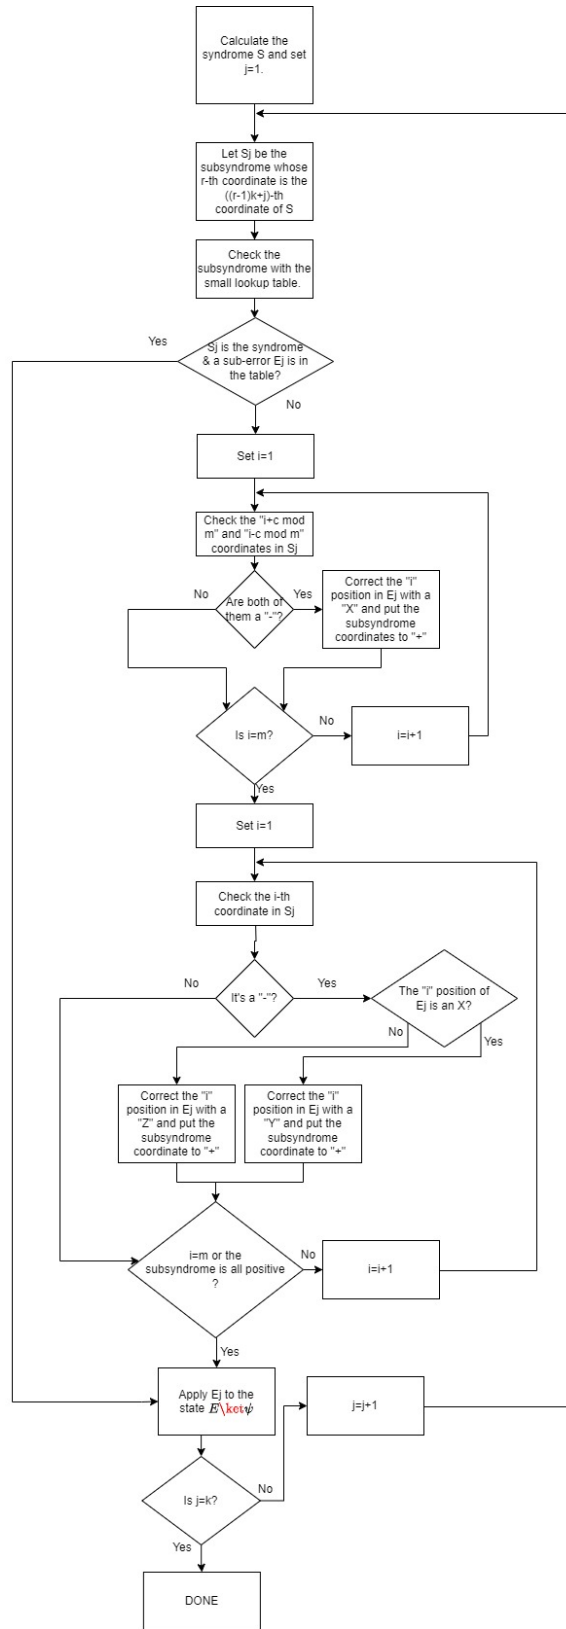 Calculate the
syndrome S and set
j=1.
Let Sj be the
subsyndrome whose
r-th coordinate is the
((r-1)k+j)-th
coordinate of S
Check the
subsyndrome with the
small lookup table.
Yes
Sj is the syndrome
& a sub-error Ej is in
the table?
No
Set i=1
Check the "i+c mod
m" and "i-c mod m"
coordinates in Sj
No
Are both of
them a "-"?
Yes
Correct the "i"
position in Ej with a
"X" and put the
subsyndrome
coordinates to "+"
Is i=m?
No
i=i+1
Yes
Set i=1
Check the i-th
coordinate in Sj
No
It's a "-"?
Yes
The "i" position of
Ej is an X?
No
Yes
Correct the "i"
position in Ej with a
"Z" and put the
subsyndrome
coordinate to "+"
Correct the "i"
position in Ej with a
"Y" and put the
subsyndrome
coordinate to "+"
i=m or the
subsyndrome is all positive
?
No
i=i+1
Yes
Apply Ej to the
state E\ketψ
j=j+1
Is j=k?
No
Yes
DONE